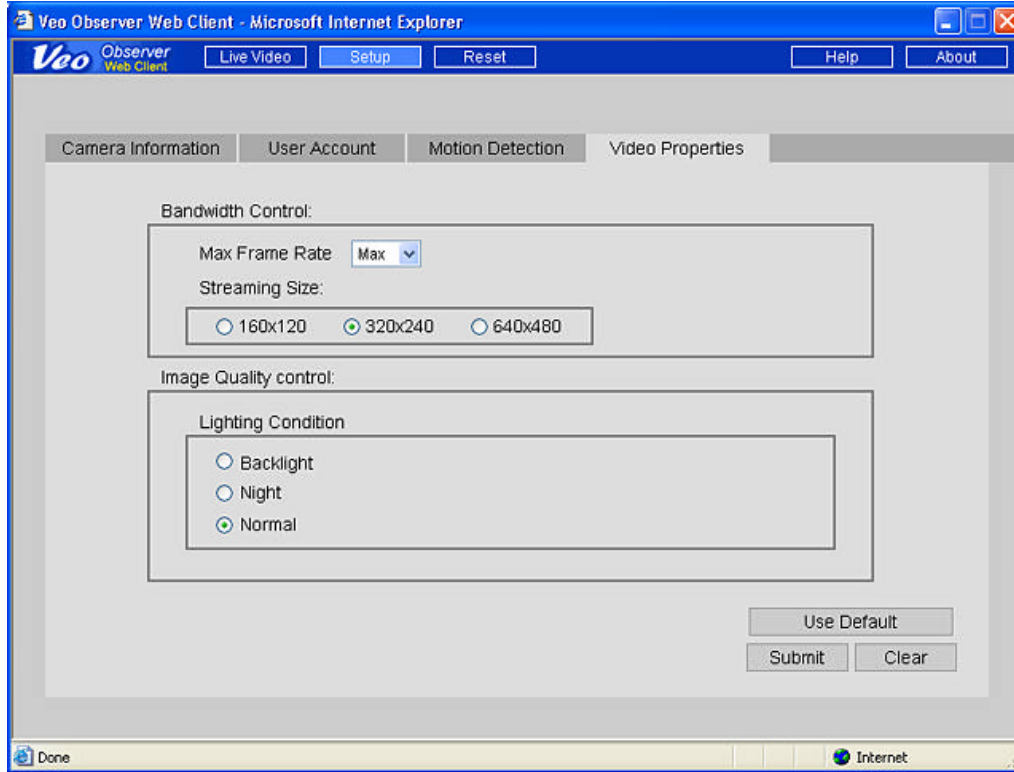 Veo Observer Web Client - Microsoft Internet Explorer
Veo Observer Web Client Live Video Setup Reset Help About
Camera Information User Account Motion Detection Video Properties
Bandwidth Control:
Max Frame Rate Max
Streaming Size:
160x120 320x240 640x480
Image Quality control:
Lighting Condition
Backlight
Night
Normal
Use Default
Submit Clear
Done Internet